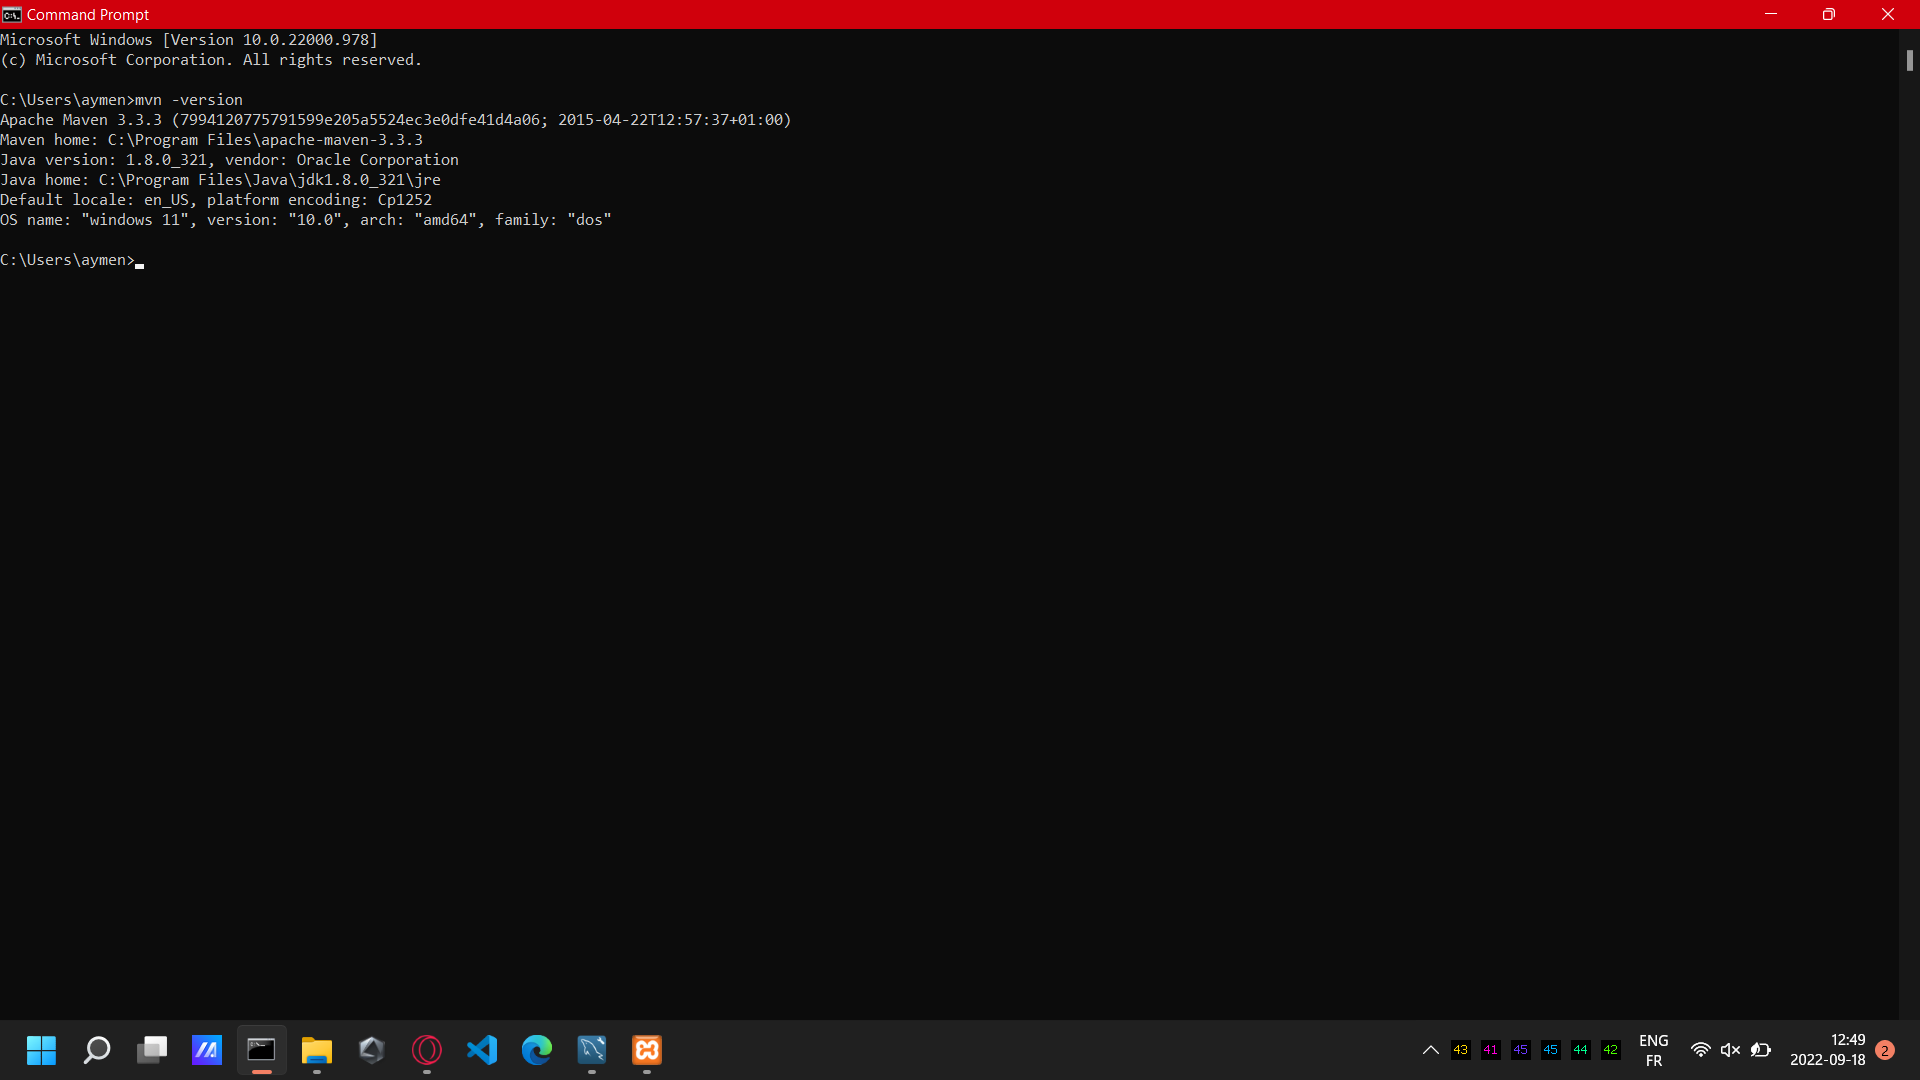 Command Prompt
Microsoft Windows [Version 10.0.22000.978]
(c) Microsoft Corporation. All rights reserved.
C:\Users\aymen>mvn -version
Apache Maven 3.3.3 (7994120775791599e205a5524ec3e0dfe41d4a06; 2015-04-22T12:57:37+01:00)
Maven home: C:\Program Files\apache-maven-3.3.3
Java version: 1.8.0_321, vendor: Oracle Corporation
Java home: C:\Program Files\Java\jdk1.8.0_321\jre
Default locale: en_US, platform encoding: Cp1252
OS name: "windows 11", version: "10.0", arch: "amd64", family: "dos"
C:\Users\aymen>
43 41 45 45 44 42
ENG
FR
12:49
2022-09-18
2